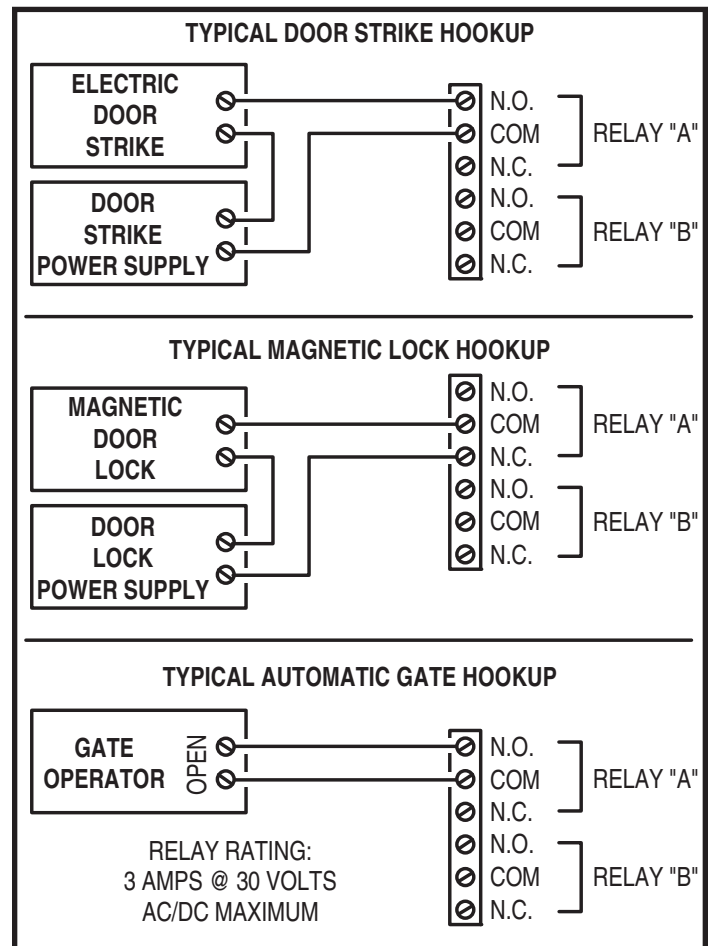 TYPICAL DOOR STRIKE HOOKUP
ELECTRIC
DOOR
STRIKE
DOOR
STRIKE
POWER SUPPLY
N.O.
COM
N.C.
RELAY "A"
N.O.
COM
N.C.
RELAY "B"
TYPICAL MAGNETIC LOCK HOOKUP
MAGNETIC
DOOR
LOCK
DOOR
LOCK
POWER SUPPLY
N.O.
COM
N.C.
RELAY "A"
N.O.
COM
N.C.
RELAY "B"
TYPICAL AUTOMATIC GATE HOOKUP
GATE
OPERATOR
OPEN
N.O.
COM
N.C.
RELAY "A"
N.O.
COM
N.C.
RELAY "B"
RELAY RATING:
3 AMPS @ 30 VOLTS
AC/DC MAXIMUM